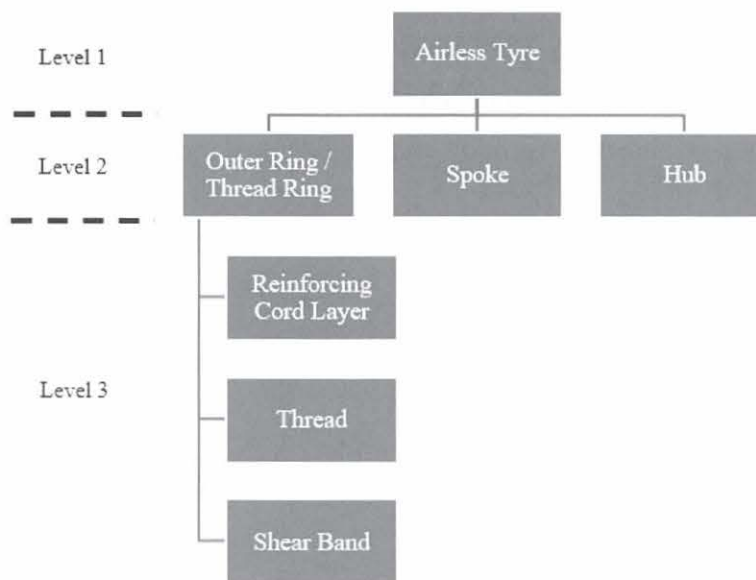 Level 1
Airless Tyre
Level 2
Outer Ring /
Thread Ring
Spoke
Hub
Level 3
Reinforcing
Cord Layer
Thread
Shear Band